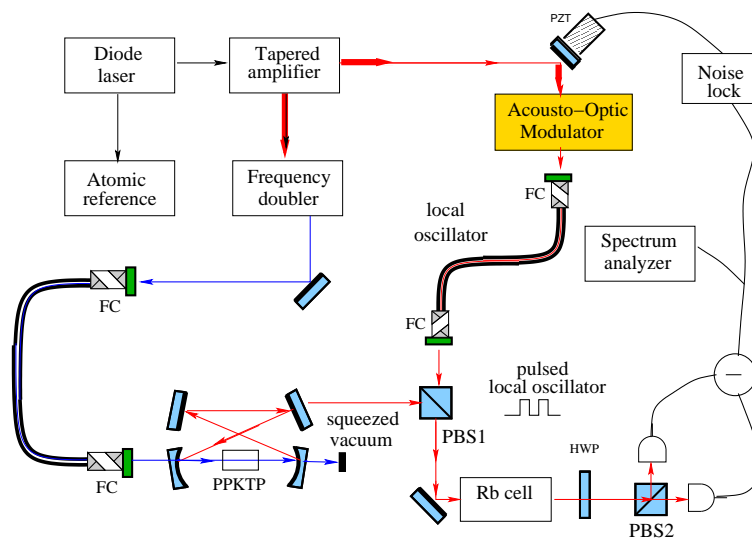 PZT
Diode
laser
Tapered
amplifier
Noise
lock
Acousto-Optic
Modulator
Atomic
reference
Frequency
doubler
FC
local
oscillator
Spectrum
analyzer
FC
FC
pulsed
local oscillator
squeezed
vacuum
PBS1
HWP
FC
PPKTP
Rb cell
PBS2